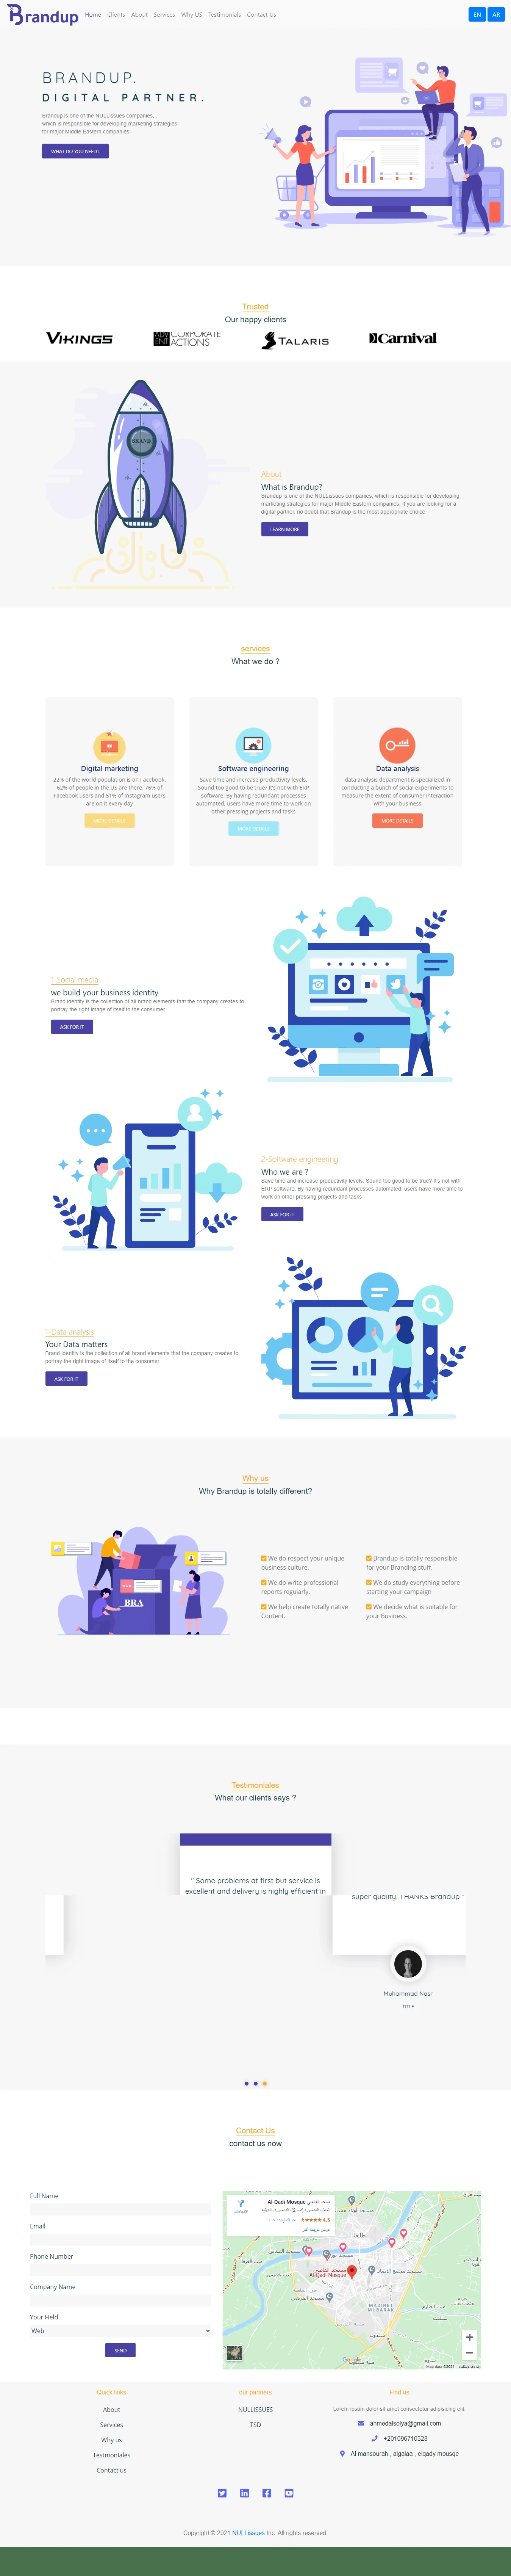 Brandup
Home Clients About Services Why US Testimonials Contact Us
EN AR
BRANDUP.
DIGITAL PARTNER.
Brandup is one of the NULLissues companies,
which is responsible for developing marketing strategies
for major Middle Eastern companies.
WHAT DO YOU NEED !
Trusted
Our happy clients
VIKINGS
ADVENT CORPORATE ACTIONS
TALARIS
Carnival
BRAND
About
What is Brandup?
Brandup is one of the NULLissues companies, which is responsible for developing
marketing strategies for major Middle Eastern companies. If you are looking for a
digital partner, no doubt that Brandup is the most appropriate choice.
LEARN MORE
services
What we do ?
Digital marketing
22% of the world population is on Facebook.
62% of people in the US are there. 76% of
Facebook users and 51% of Instagram users
are on it every day
MORE DETAILS
Software engineering
Save time and increase productivity levels.
Sound too good to be true? It's not with ERP
software. By having redundant processes
automated, users have more time to work on
other pressing projects and tasks
MORE DETAILS
Data analysis
data analysis department is specialized in
conducting a bunch of social experiments to
measure the extent of consumer interaction
with your business
MORE DETAILS
1-Social media
we build your business identity
Brand identity is the collection of all brand elements that the company creates to
portray the right image of itself to the consumer
ASK FOR IT
2-Software engineering
Who we are ?
Save time and increase productivity levels. Sound too good to be true? It's not with
ERP software. By having redundant processes automated, users have more time to
work on other pressing projects and tasks
ASK FOR IT
1-Data analysis
Your Data matters
Brand identity is the collection of all brand elements that the company creates to
portray the right image of itself to the consumer
ASK FOR IT
Why us
Why Brandup is totally different?
BRA
We do respect your unique
business culture.
We do write professional
reports regularly.
We help create totally native
Content.
Brandup is totally responsible
for your Branding stuff.
We do study everything before
starting your campaign
We decide what is suitable for
your Business.
Testimoniales
What our clients says ?
" Some problems at first but service is
excellent and delivery is highly efficient in
super quality. THANKS Brandup "
Muhammad Nasr
TITLE
Contact Us
contact us now
Full Name
Email
Phone Number
Company Name
Your Field
Web
SEND
مسجد القاضي Al-Qadi Mosque
4.5
طلخا
Al-Qadi Mosque
MADINET
MUBARAK
Google
Map data ©2021
Quick links
About
Services
Why us
Testmoniales
Contact us
our partners
NULLISSUES
TSD
Find us
Lorem ipsum dolor sit amet consectetur adipisicing elit.
ahmedalsolya@gmail.com
+201096710328
Al mansourah , algalaa , elqady mousqe
Copyright © 2021 NULLissues Inc. All rights reserved.